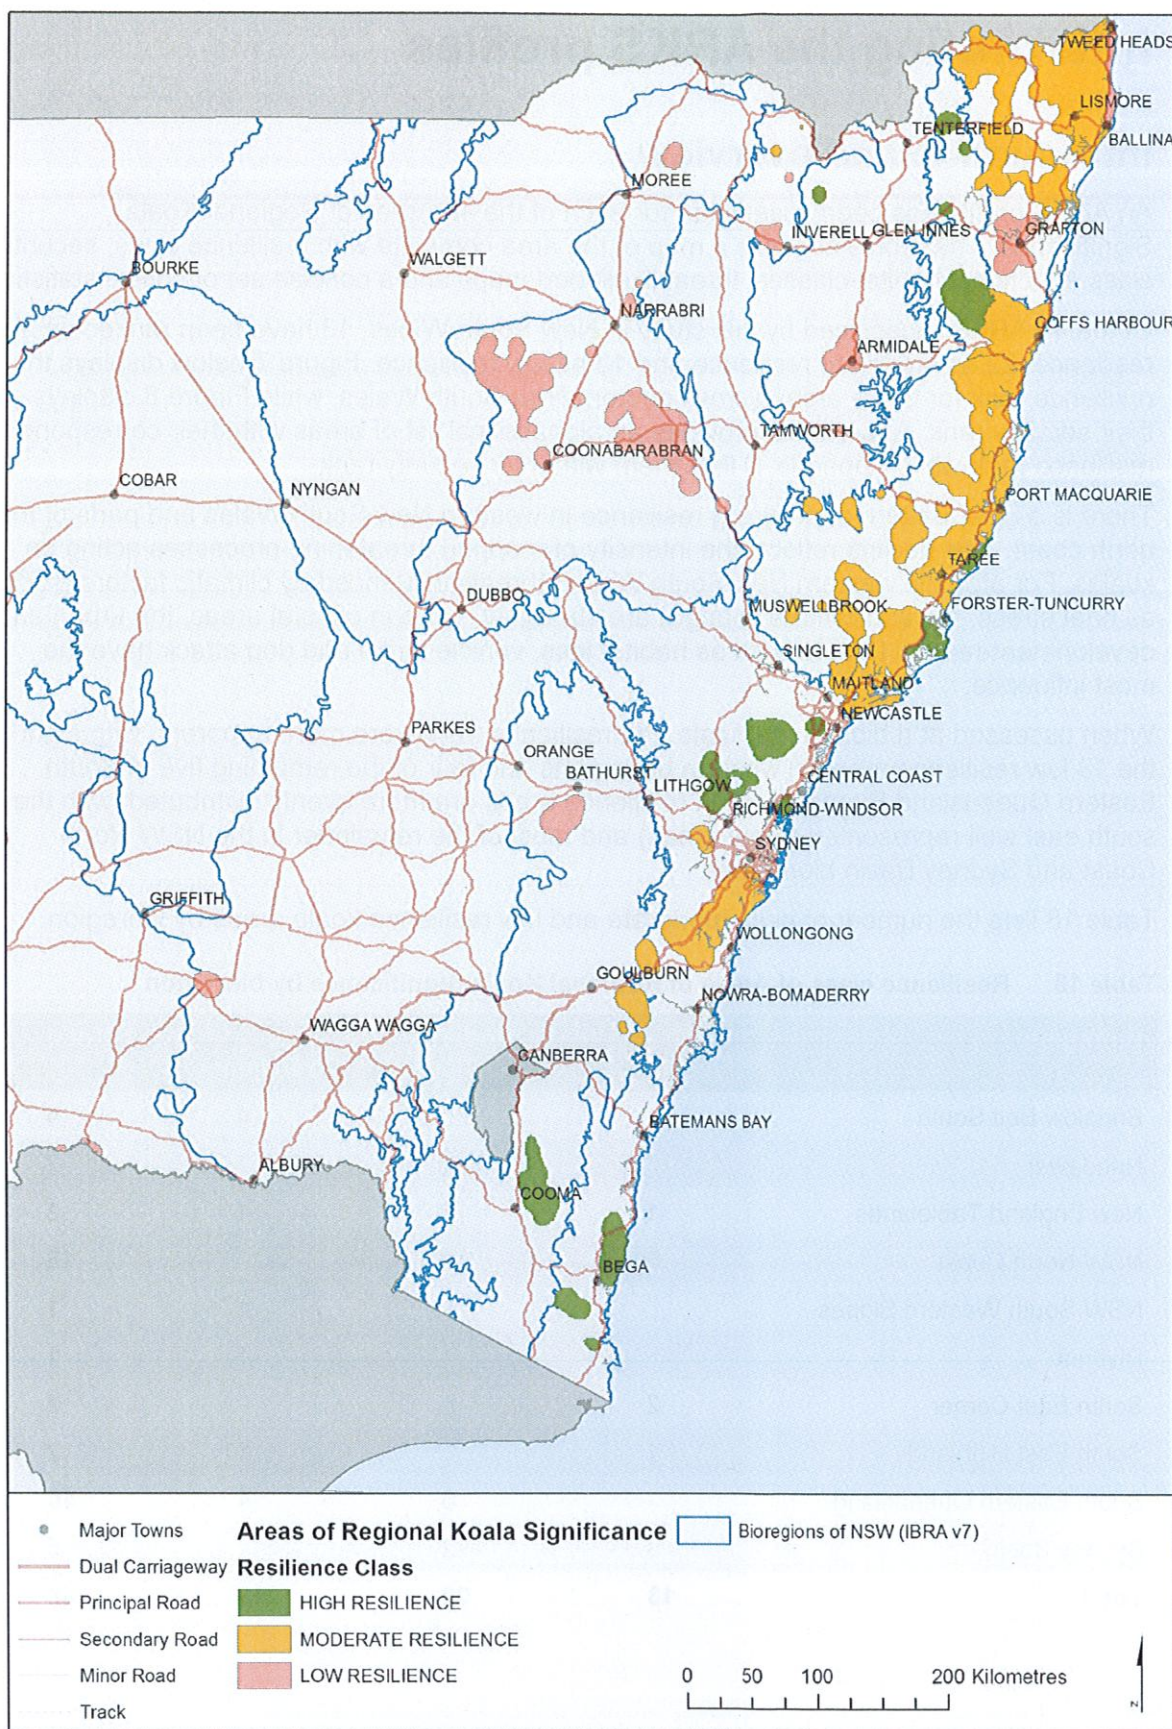 TWEED HEADS
LISMORE
TENTERFIELD
BALLINA
MOREE
INVERELL
GLEN INNES
GRAFTON
WALGETT
BOURKE
NARRABRI
COFFS HARBOUR
ARMIDALE
TAMWORTH
COONABARABRAN
COBAR
NYNGAN
PORT MACQUARIE
TAREE
DUBBO
MUSWELLBROOK
FORSTER-TUNCURRY
SINGLETON
MAITLAND
NEWCASTLE
PARKES
ORANGE
BATHURST
LITHGOW
CENTRAL COAST
RICHMOND-WINDSOR
SYDNEY
GRIFFITH
WOLLONGONG
GOULBURN
NOWRA-BOMADERRY
WAGGA WAGGA
CANBERRA
BATEMANS BAY
ALBURY
COOMA
BEGA
Major Towns
Dual Carriageway
Principal Road
Secondary Road
Minor Road
Track
Areas of Regional Koala Significance
Resilience Class
HIGH RESILIENCE
MODERATE RESILIENCE
LOW RESILIENCE
Bioregions of NSW (IBRA v7)
0 50 100 200 Kilometres
N